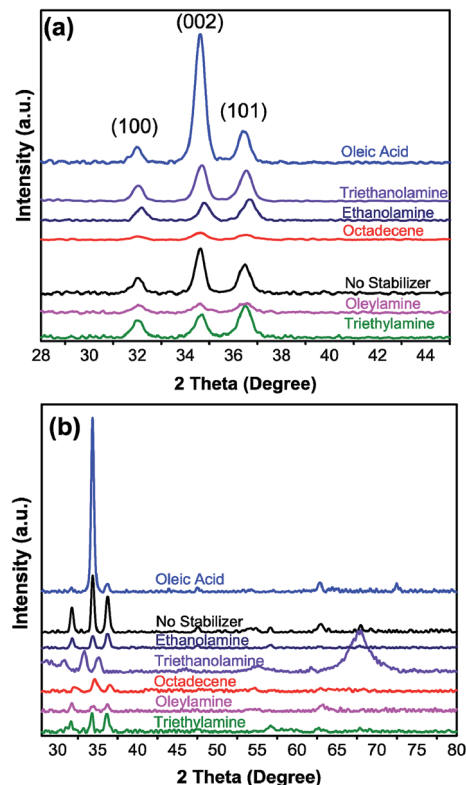 (a)
(002)
(100)
(101)
Oleic Acid
Triethanolamine
Ethanolamine
Octadecene
No Stabilizer
Oleylamine
Triethylamine
Intensity (a.u.)
28 30 32 34 36 38 40 42 44
2 Theta (Degree)
(b)
Oleic Acid
No Stabilizer
Ethanolamine
Triethanolamine
Octadecene
Oleylamine
Triethylamine
Intensity (a.u.)
30 35 40 45 50 55 60 65 70 75 80
2 Theta (Degree)